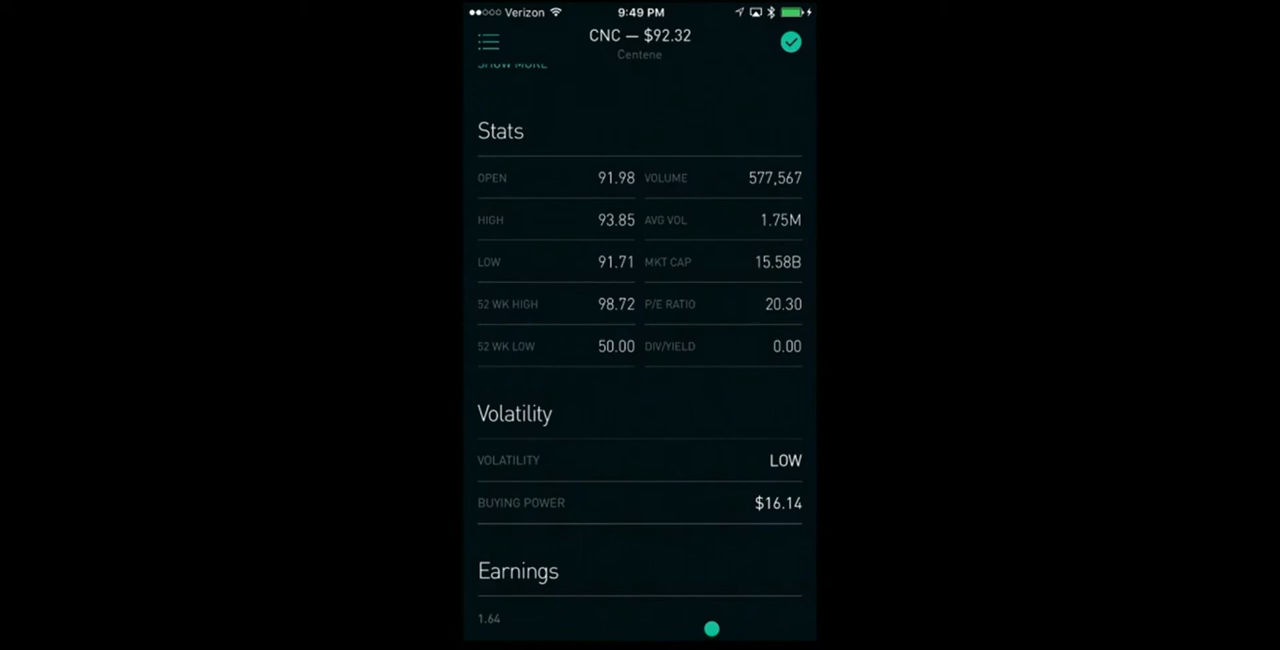 Verizon 9:49 PM
CNC — $92.32
Centene
SHOW MORE
Stats
OPEN 91.98 VOLUME 577,567
HIGH 93.85 AVG VOL 1.75M
LOW 91.71 MKT CAP 15.58B
52 WK HIGH 98.72 P/E RATIO 20.30
52 WK LOW 50.00 DIV/YIELD 0.00
Volatility
VOLATILITY LOW
BUYING POWER $16.14
Earnings
1.64